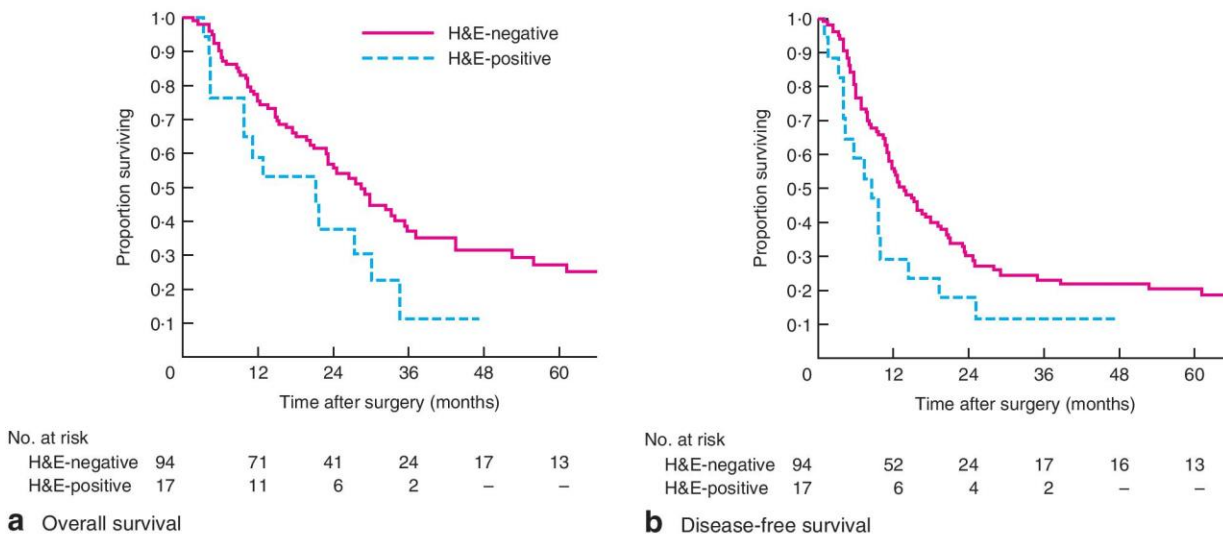 1·0
0·9
0·8
0·7
0·6
0·5
0·4
0·3
0·2
0·1
Proportion surviving
H&E-negative
H&E-positive
0 12 24 36 48 60
Time after surgery (months)
No. at risk
H&E-negative 94 71 41 24 17 13
H&E-positive 17 11 6 2 – –
a Overall survival
1·0
0·9
0·8
0·7
0·6
0·5
0·4
0·3
0·2
0·1
Proportion surviving
0 12 24 36 48 60
Time after surgery (months)
No. at risk
H&E-negative 94 52 24 17 16 13
H&E-positive 17 6 4 2 – –
b Disease-free survival